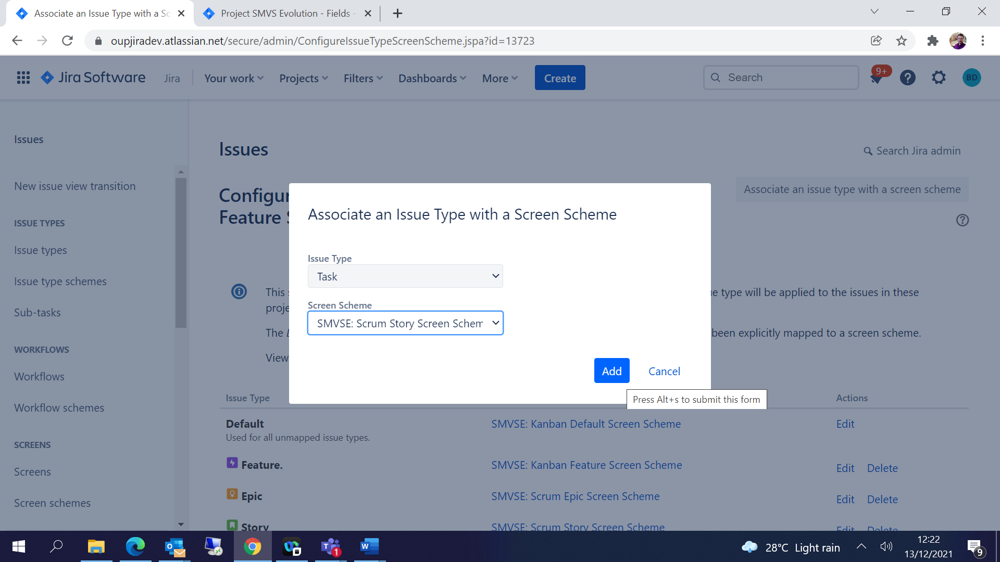 Associate an Issue Type with a Sc
Project SMVS Evolution - Fields -
oupjiradev.atlassian.net/secure/admin/ConfigureIssueTypeScreenScheme.jspa?id=13723
Jira Software
Jira
Your work
Projects
Filters
Dashboards
More
Create
Search
9+
BD
Issues
Issues
Search Jira admin
New issue view transition
Configur
Feature S
Associate an issue type with a screen scheme
ISSUE TYPES
Issue types
Issue type schemes
Sub-tasks
WORKFLOWS
Workflows
Workflow schemes
SCREENS
Screens
Screen schemes
Associate an Issue Type with a Screen Scheme
Issue Type
Task
Screen Scheme
SMVSE: Scrum Story Screen Schem
Add
Cancel
Press Alt+s to submit this form
This
e type will be applied to the issues in these
proje
The
been explicitly mapped to a screen scheme.
View
Issue Type
Actions
Default
Used for all unmapped issue types.
SMVSE: Kanban Default Screen Scheme
Edit
Feature.
SMVSE: Kanban Feature Screen Scheme
Edit Delete
Epic
SMVSE: Scrum Epic Screen Scheme
Edit Delete
Story
SMVSE: Scrum Story Screen Scheme
Edit Delete
1
28°C Light rain
12:22
13/12/2021
9